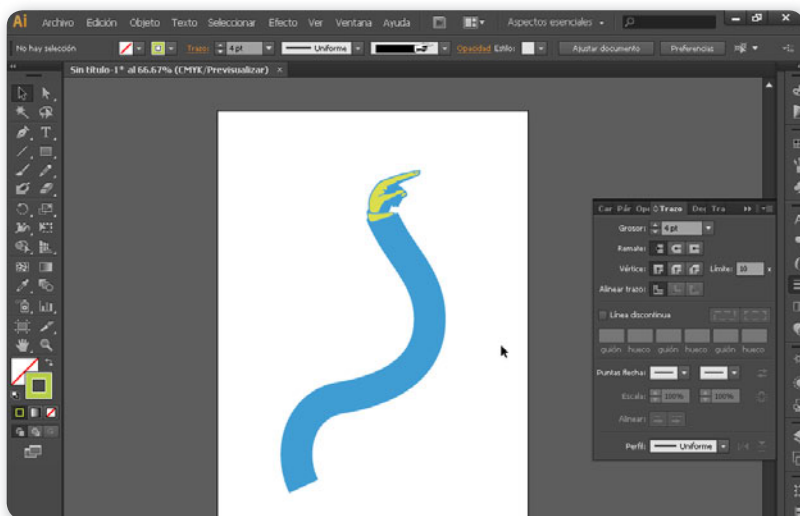 Ai Archivo Edición Objeto Texto Seleccionar Efecto Ver Ventana Ayuda Aspectos esenciales
No hay selección Trazo: 4 pt Uniforme Opacidad Estilo: Ajustar documento Preferencias
Sin título-1* al 66.67% (CMYK/Previsualizar) ×
Car Pár Op Trazo De Tra
Grosor: 4 pt
Remate:
Vértice: Límite: 10 x
Alinear trazo:
Línea discontinua
guión hueco guión hueco guión hueco
Puntas flecha:
Escala: 100% 100%
Alinear:
Perfil: Uniforme